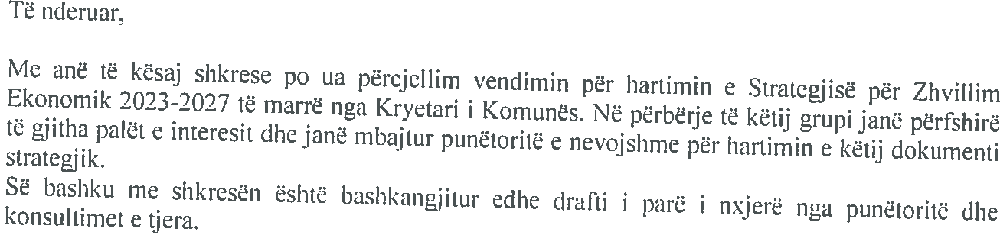 Të nderuar,
Me anë të kësaj shkrese po ua përcjellim vendimin për hartimin e Strategjisë për Zhvillim
Ekonomik 2023-2027 të marrë nga Kryetari i Komunës. Në përbërje të këtij grupi janë përfshirë
të gjitha palët e interesit dhe janë mbajtur punëtoritë e nevojshme për hartimin e këtij dokumenti
strategjik.
Së bashku me shkresën është bashkangjitur edhe drafti i parë i nxjerë nga punëtoritë dhe
konsultimet e tjera.